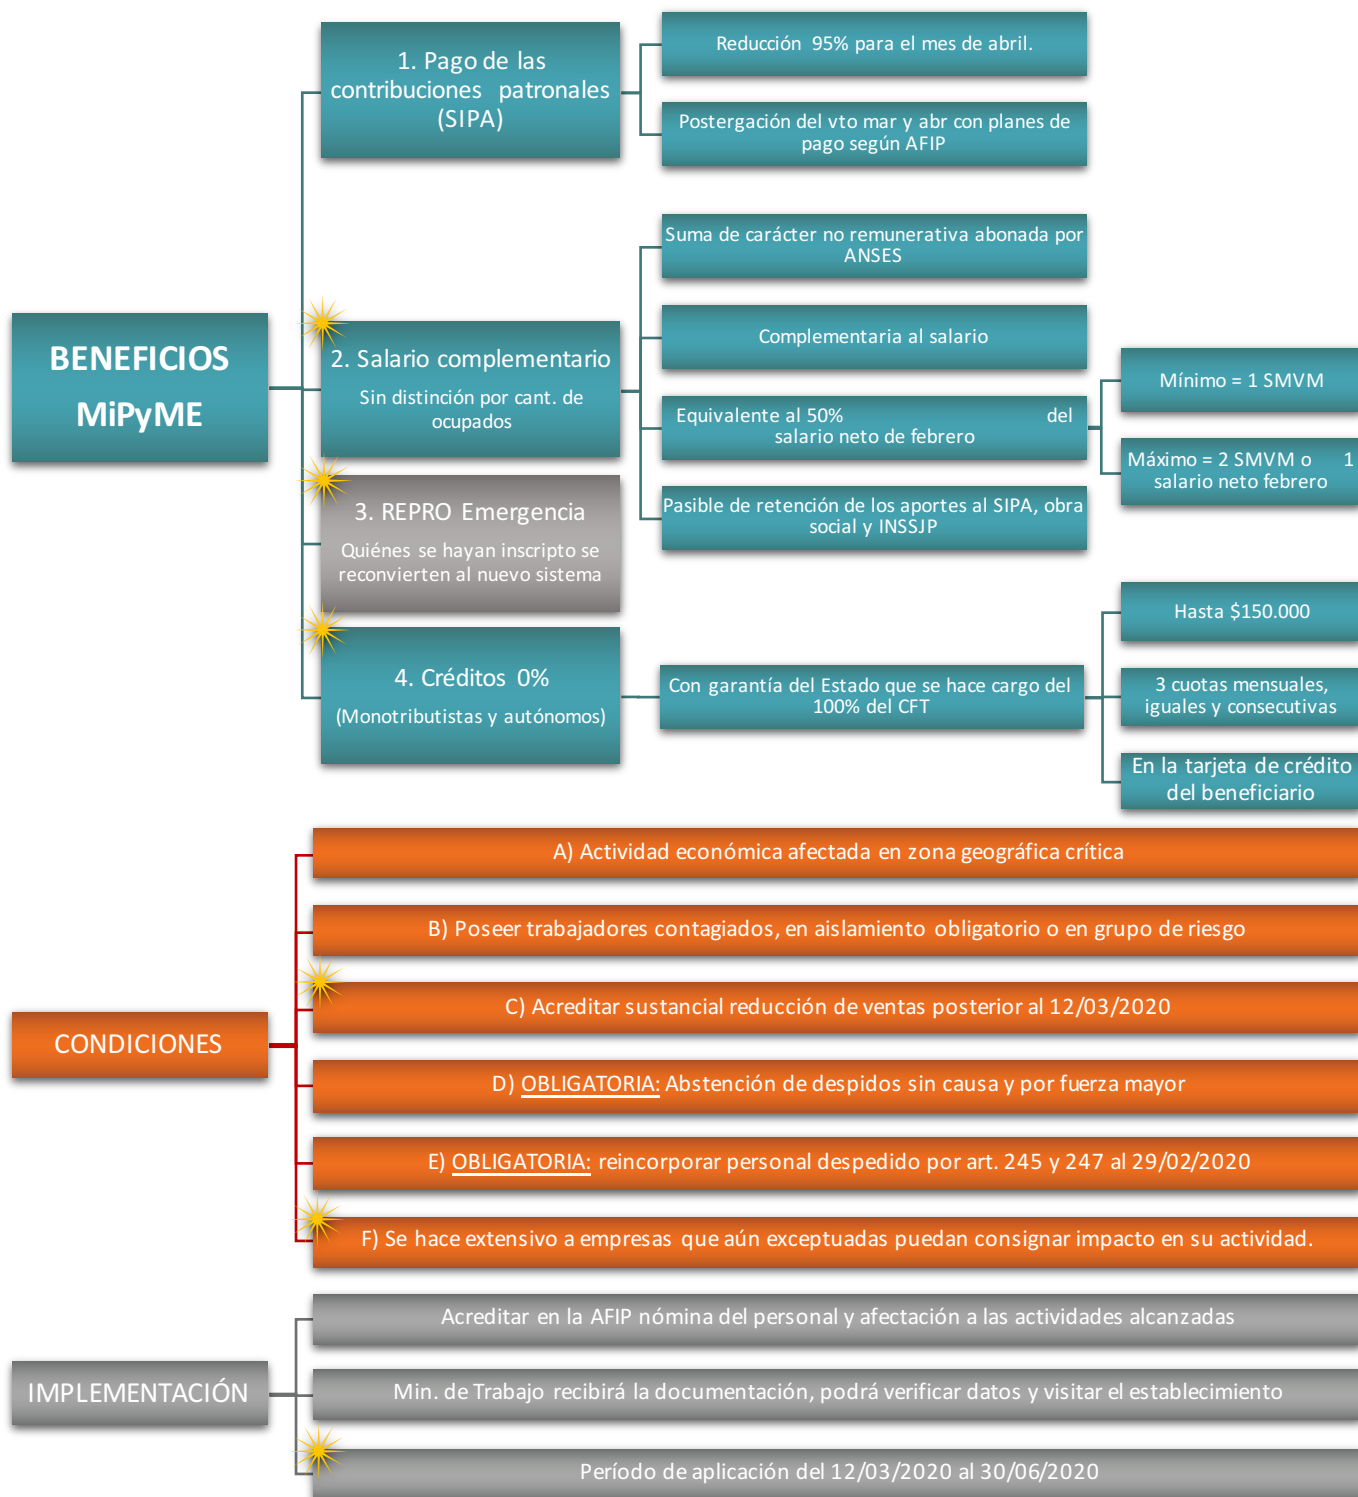 BENEFICIOS
MiPyME
1. Pago de las
contribuciones patronales
(SIPA)
Reducción 95% para el mes de abril.
Postergación del vto mar y abr con planes de
pago según AFIP
2. Salario complementario
Sin distinción por cant. de
ocupados
Suma de carácter no remunerativa abonada por
ANSES
Complementaria al salario
Equivalente al 50% del
salario neto de febrero
Mínimo = 1 SMVM
Máximo = 2 SMVM o 1
salario neto febrero
Pasible de retención de los aportes al SIPA, obra
social y INSSJP
3. REPRO Emergencia
Quiénes se hayan inscripto se
reconvierten al nuevo sistema
4. Créditos 0%
(Monotributistas y autónomos)
Con garantía del Estado que se hace cargo del
100% del CFT
Hasta $150.000
3 cuotas mensuales,
iguales y consecutivas
En la tarjeta de crédito
del beneficiario
CONDICIONES
A) Actividad económica afectada en zona geográfica crítica
B) Poseer trabajadores contagiados, en aislamiento obligatorio o en grupo de riesgo
C) Acreditar sustancial reducción de ventas posterior al 12/03/2020
D) OBLIGATORIA: Abstención de despidos sin causa y por fuerza mayor
E) OBLIGATORIA: reincorporar personal despedido por art. 245 y 247 al 29/02/2020
F) Se hace extensivo a empresas que aún exceptuadas puedan consignar impacto en su actividad.
IMPLEMENTACIÓN
Acreditar en la AFIP nómina del personal y afectación a las actividades alcanzadas
Min. de Trabajo recibirá la documentación, podrá verificar datos y visitar el establecimiento
Período de aplicación del 12/03/2020 al 30/06/2020